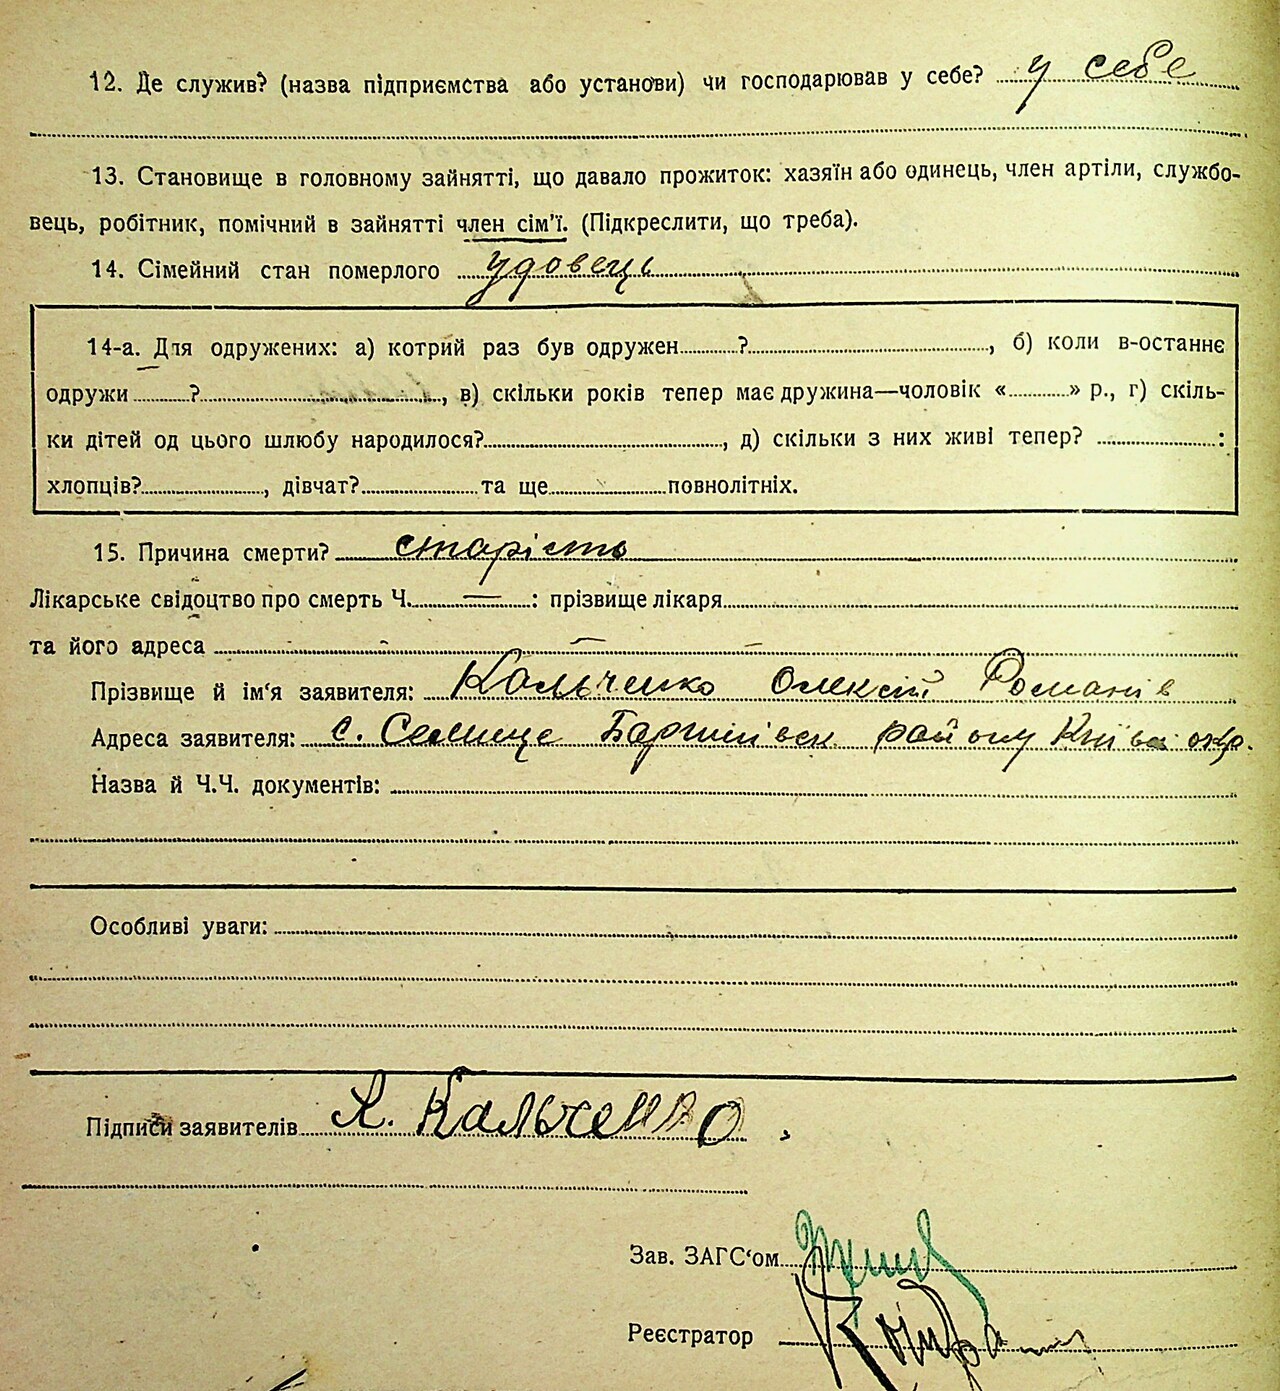 12. Де служив? (назва підприємства або установи) чи господарював у себе? у себе
13. Становище в головному зайнятті, що давало прожиток: хазяїн або одинець, член артіли, службо-
вець, робітник, помічний в зайнятті член сім'ї. (Підкреслити, що треба).
14. Сімейний стан померлого удовець
14-а. Для одружених: а) котрий раз був одружен ? , б) коли в-останнє
одружи ? , в) скільки років тепер має дружина—чоловік « » р., г) скіль-
ки дітей од цього шлюбу народилося? , д) скільки з них живі тепер? :
хлопців? , дівчат? та ще повнолітніх.
15. Причина смерти? старість
Лікарське свідоцтво про смерть Ч. — : прізвище лікаря
та його адреса
Прізвище й ім'я заявителя: Кальченко Олексій Романів
Адреса заявителя: с. Селище Баришівськ району Київськ окр.
Назва й Ч.Ч. документів:
Особливі уваги:
Підписи заявителів А. Кальченко
Зав. ЗАГС'ом
Реєстратор